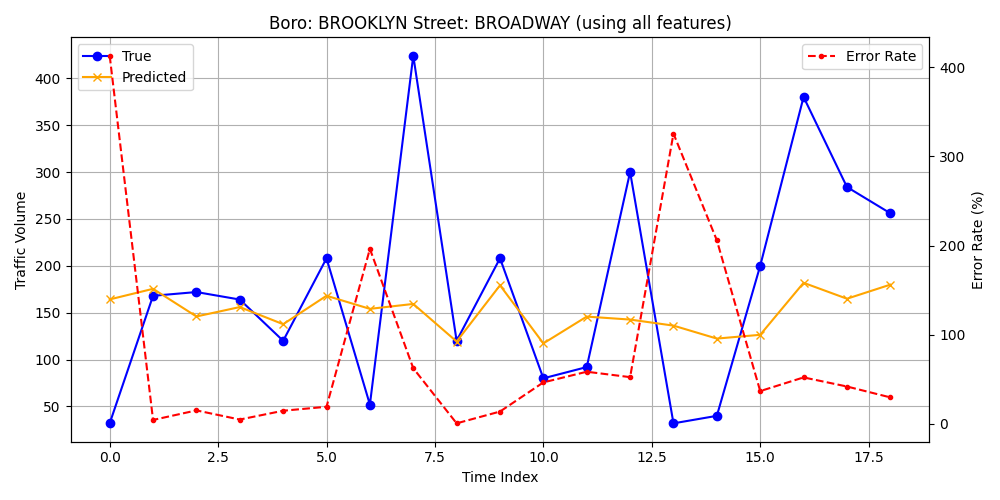 Boro: BROOKLYN Street: BROADWAY (using all features)
True
Predicted
Error Rate
Traffic Volume
400
350
300
250
200
150
100
50
400
300
200
100
0
Error Rate (%)
0.0 2.5 5.0 7.5 10.0 12.5 15.0 17.5
Time Index